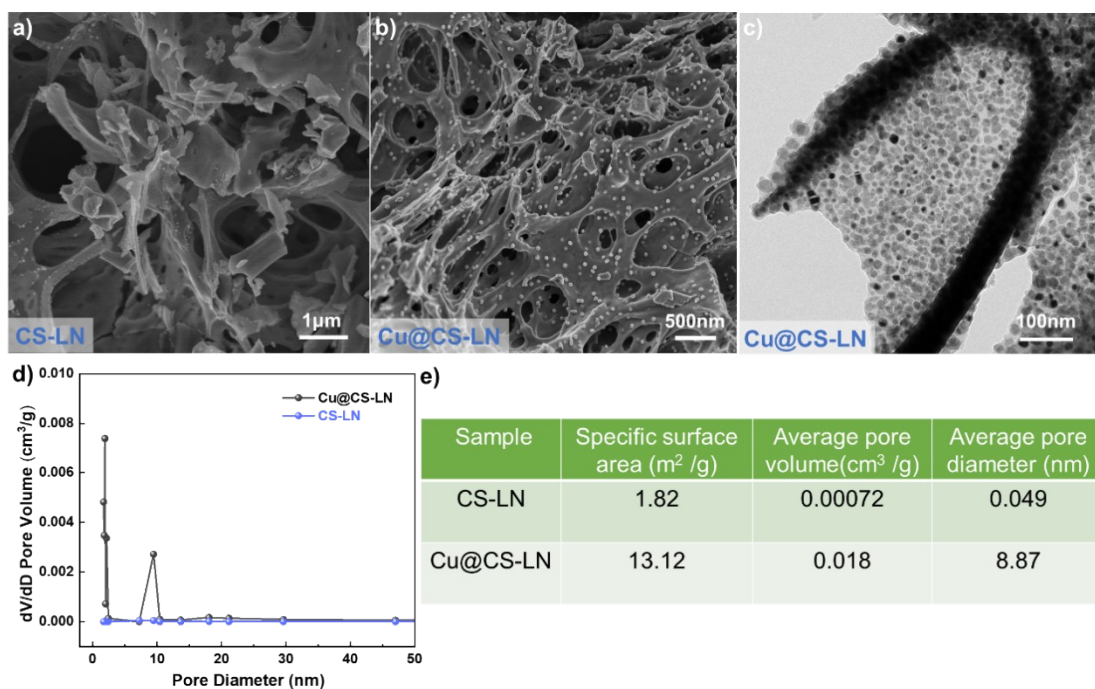 a)
CS-LN
1μm
b)
Cu@CS-LN
500nm
c)
Cu@CS-LN
100nm
d)
dV/dD Pore Volume (cm³/g)
0.010
0.008
0.006
0.004
0.002
0.000
Cu@CS-LN
CS-LN
0 10 20 30 40 50
Pore Diameter (nm)
e)
Sample Specific surface area (m² /g) Average pore volume(cm³ /g) Average pore diameter (nm)
CS-LN 1.82 0.00072 0.049
Cu@CS-LN 13.12 0.018 8.87